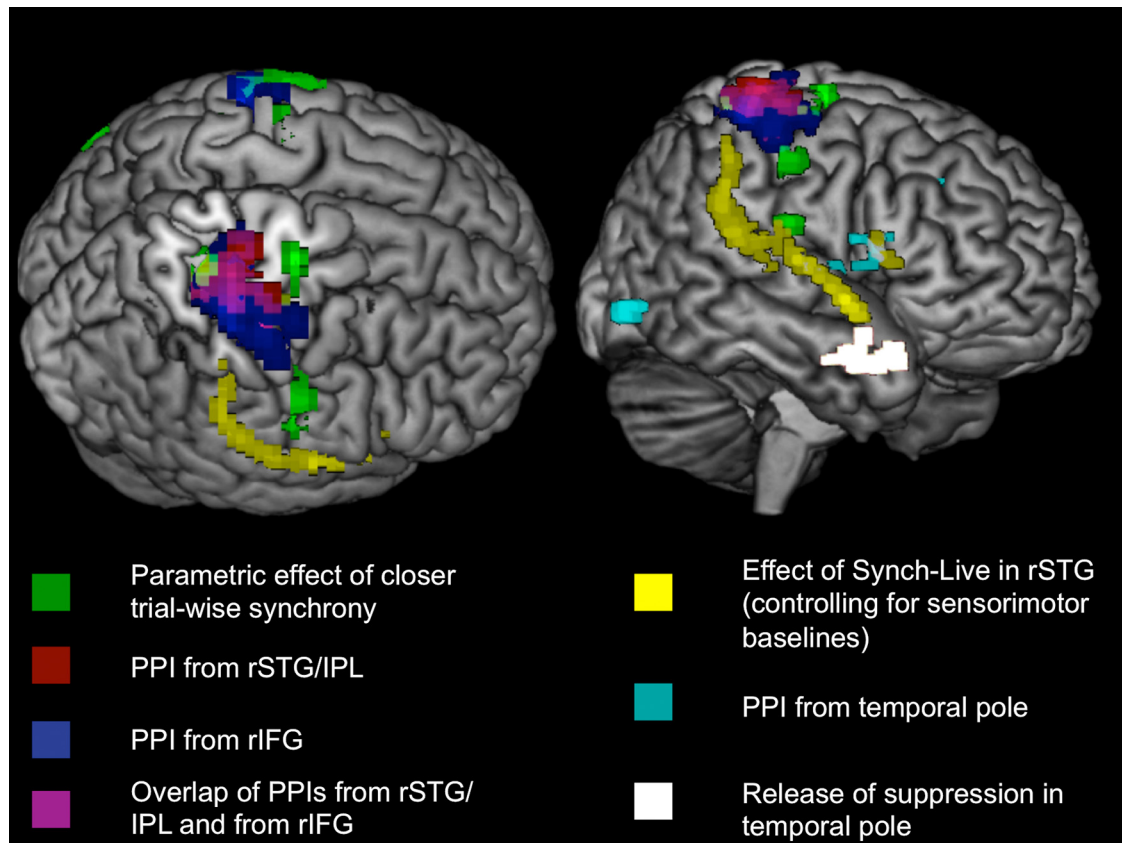 Parametric effect of closer
trial-wise synchrony
PPI from rSTG/IPL
PPI from rIFG
Overlap of PPIs from rSTG/
IPL and from rIFG
Effect of Synch-Live in rSTG
(controlling for sensorimotor
baselines)
PPI from temporal pole
Release of suppression in
temporal pole